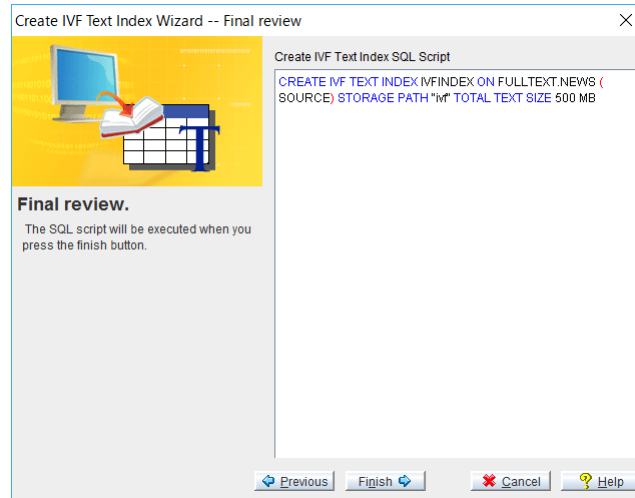 Create IVF Text Index Wizard -- Final review
Create IVF Text Index SQL Script
CREATE IVF TEXT INDEX IVFINDEX ON FULLTEXT.NEWS (
SOURCE) STORAGE PATH "ivf" TOTAL TEXT SIZE 500 MB
T
Final review.
The SQL script will be executed when you
press the finish button.
Previous
Finish
Cancel
Help